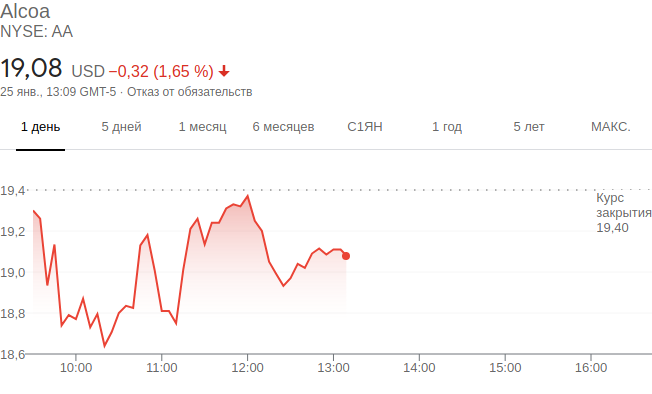 Alcoa
NYSE: AA
19,08 USD −0,32 (1,65 %)
25 янв., 13:09 GMT-5 · Отказ от обязательств
1 день 5 дней 1 месяц 6 месяцев С1ЯН 1 год 5 лет МАКС.
19,4
Курс
закрытия
19,40
19,2
19,0
18,8
18,6
10:00 11:00 12:00 13:00 14:00 15:00 16:00